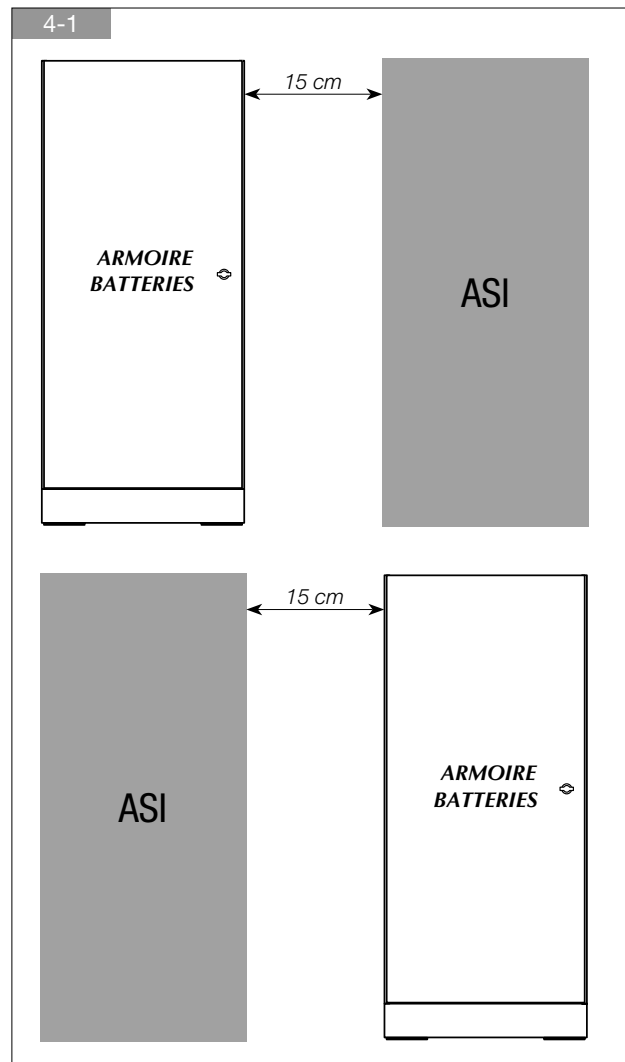 4-1
15 cm
ARMOIRE
BATTERIES
ASI
15 cm
ASI
ARMOIRE
BATTERIES